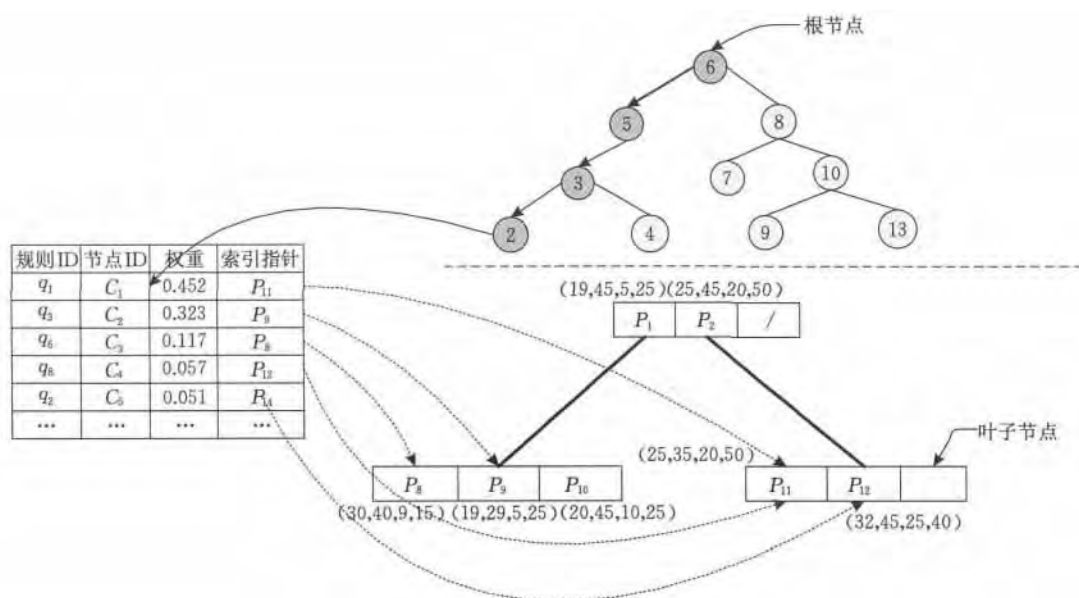 根节点
6
5
8
3
7
10
2
4
9
13
规则ID 节点ID 权重 索引指针
q1 C1 0.452 P11
q3 C2 0.323 P9
q6 C3 0.117 P8
q8 C4 0.057 P12
q2 C5 0.051 P14
... ... ... ...
(19,45,5,25)(25,45,20,50)
P1 P2 /
叶子节点
(25,35,20,50)
P8 P9 P10
P11 P12
(30,40,9,15)(19,29,5,25)(20,45,10,25)
(32,45,25,40)